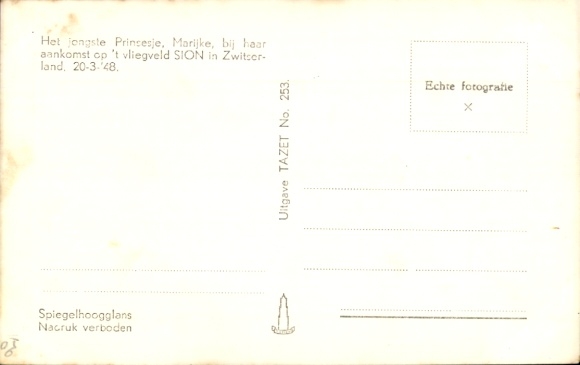 Het jongste Prinsesje, Marijke, bij haar
aankomst op 't vliegveld SION in Zwitser-
land. 20-3-'48.
Uitgave TAZET No. 253.
Echte fotografie
Spiegelhoogglans
Nadruk verboden